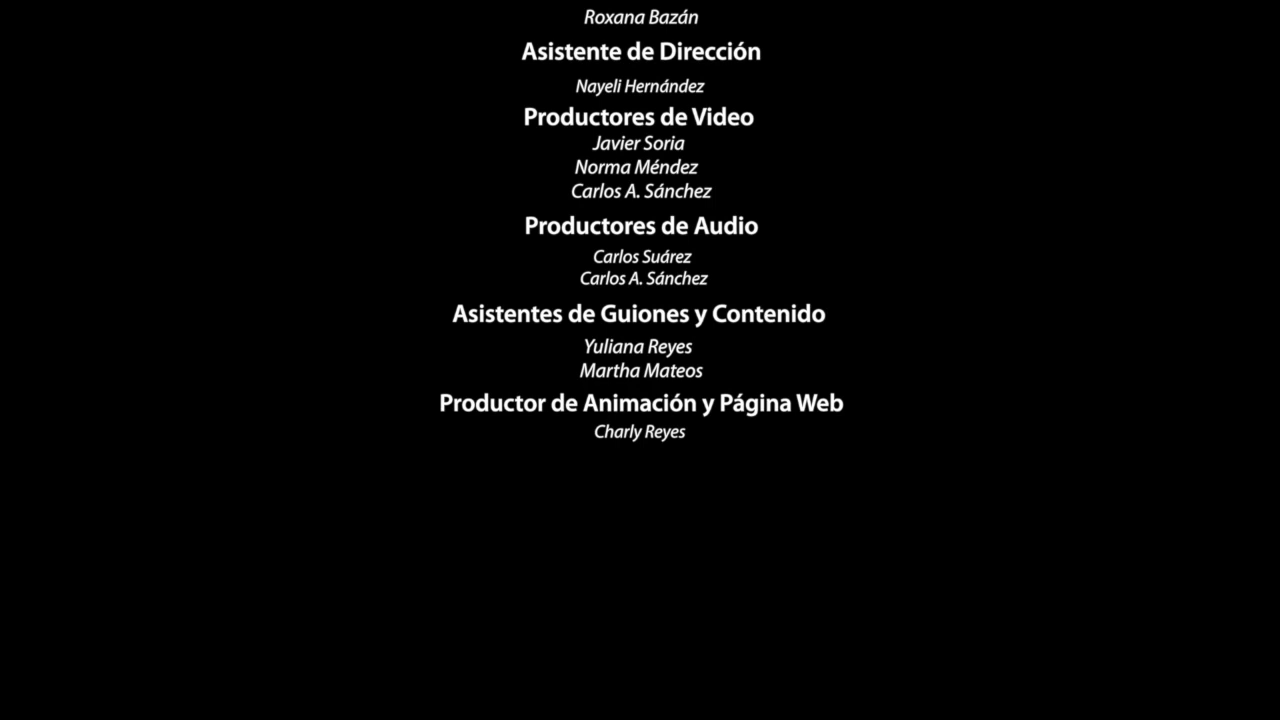 Roxana Bazán
Asistente de Dirección
Nayeli Hernández
Productores de Video
Javier Soria
Norma Méndez
Carlos A. Sánchez
Productores de Audio
Carlos Suárez
Carlos A. Sánchez
Asistentes de Guiones y Contenido
Yuliana Reyes
Martha Mateos
Productor de Animación y Página Web
Charly Reyes